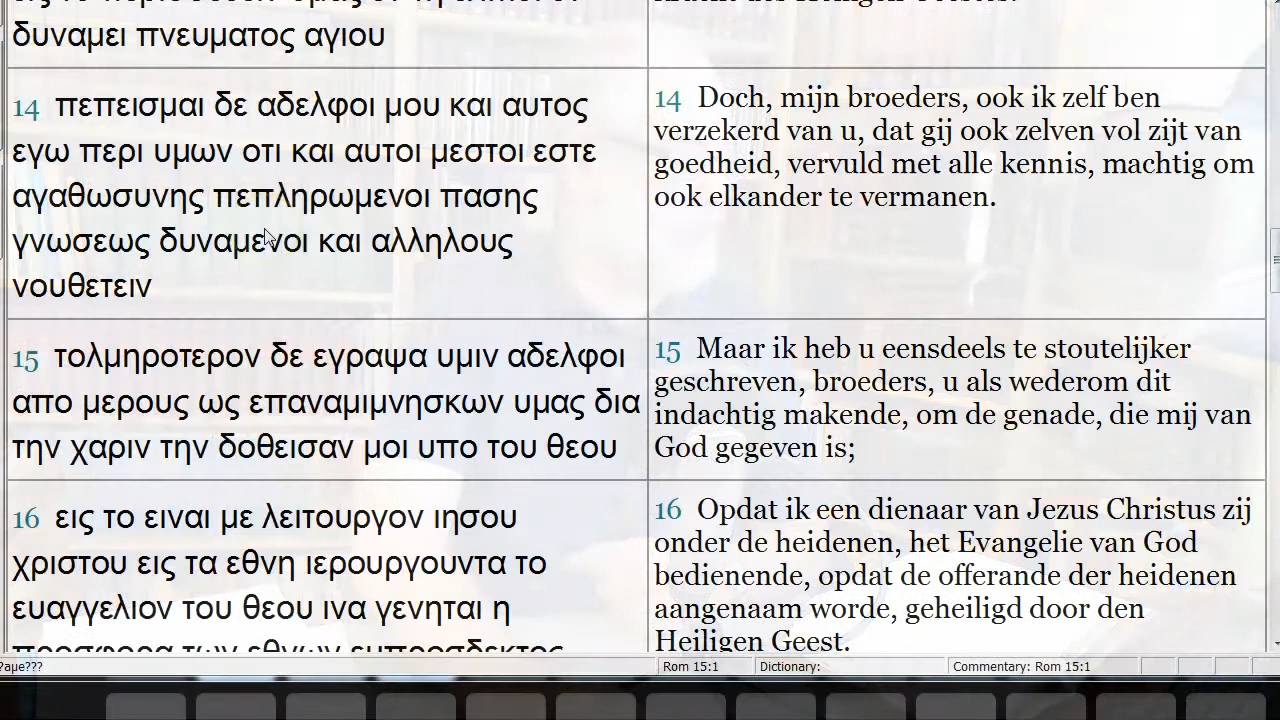 δυναμει πνευματος αγιου
14 πεπεισμαι δε αδελφοι μου και αυτος
εγω περι υμων οτι και αυτοι μεστοι εστε
αγαθωσυνης πεπληρωμενοι πασης
γνωσεως δυναμενοι και αλληλους
νουθετειν
14 Doch, mijn broeders, ook ik zelf ben
verzekerd van u, dat gij ook zelven vol zijt van
goedheid, vervuld met alle kennis, machtig om
ook elkander te vermanen.
15 τολμηροτερον δε εγραψα υμιν αδελφοι
απο μερους ως επαναμιμνησκων υμας δια
την χαριν την δοθεισαν μοι υπο του θεου
15 Maar ik heb u eensdeels te stoutelijker
geschreven, broeders, u als wederom dit
indachtig makende, om de genade, die mij van
God gegeven is;
16 εις το ειναι με λειτουργον ιησου
χριστου εις τα εθνη ιερουργουντα το
ευαγγελιον του θεου ινα γενηται η
προσφορα των εθνων ευπροσδεκτος
16 Opdat ik een dienaar van Jezus Christus zij
onder de heidenen, het Evangelie van God
bedienende, opdat de offerande der heidenen
aangenaam worde, geheiligd door den
Heiligen Geest.
?αμε???
Rom 15:1
Dictionary:
Commentary: Rom 15:1